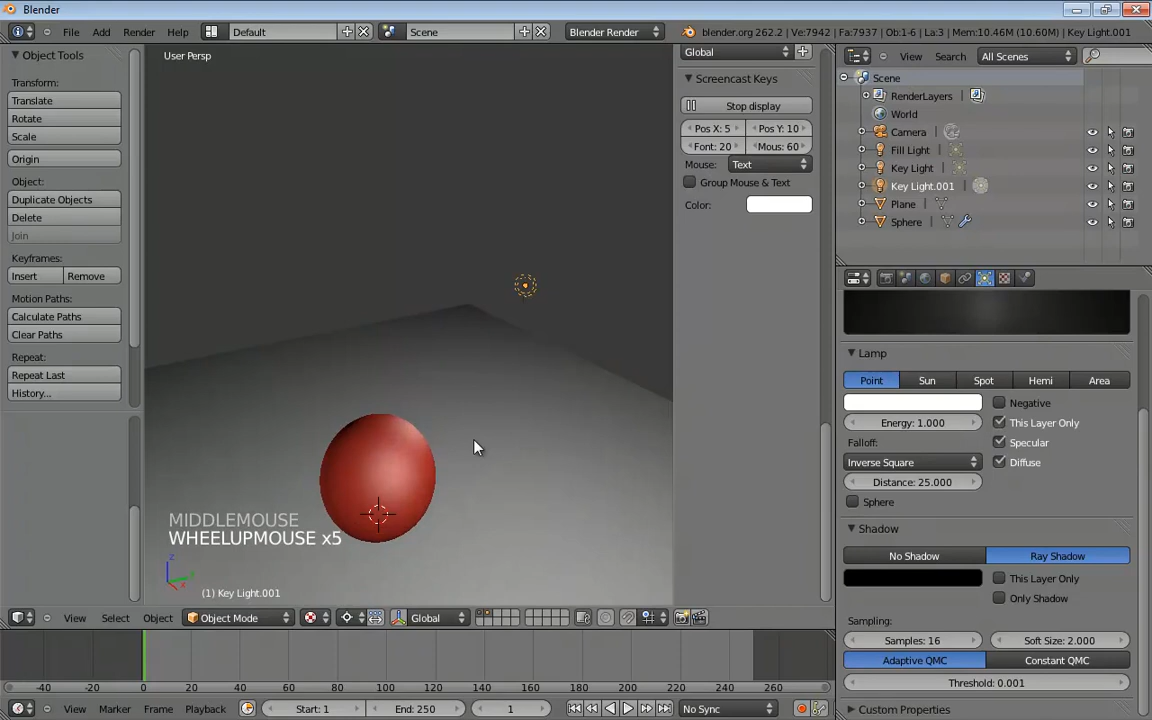 Blender
File Add Render Window Help Default Scene Blender Render blender.org 262.2 | Ve:7942 | Fa:7937 | Ob:1-6 | La:3 | Mem:10.46M (10.60M) | Key Light.001
Object Tools
Transform:
Translate
Rotate
Scale
Origin
Object:
Duplicate Objects
Delete
Join
Keyframes:
Insert Remove
Motion Paths:
Calculate Paths
Clear Paths
Repeat:
Repeat Last
History...
User Persp
MIDDLEMOUSE
WHEELUPMOUSE x5
(1) Key Light.001
View Select Object Object Mode Global
Global
Screencast Keys
Stop display
Pos X: 5 Pos Y: 10
Font: 20 Mous: 60
Mouse: Text
Group Mouse & Text
Color:
View Search All Scenes
Scene
RenderLayers
World
Camera
Fill Light
Key Light
Key Light.001
Plane
Sphere
Lamp
Point Sun Spot Hemi Area
Negative
Energy: 1.000 This Layer Only
Falloff: Specular
Inverse Square Diffuse
Distance: 25.000
Sphere
Shadow
No Shadow Ray Shadow
This Layer Only
Only Shadow
Sampling:
Samples: 16 Soft Size: 2.000
Adaptive QMC Constant QMC
Threshold: 0.001
Custom Properties
-40 -20 0 20 40 60 80 100 120 140 160 180 200 220 240 260
View Marker Frame Playback Start: 1 End: 250 1 No Sync